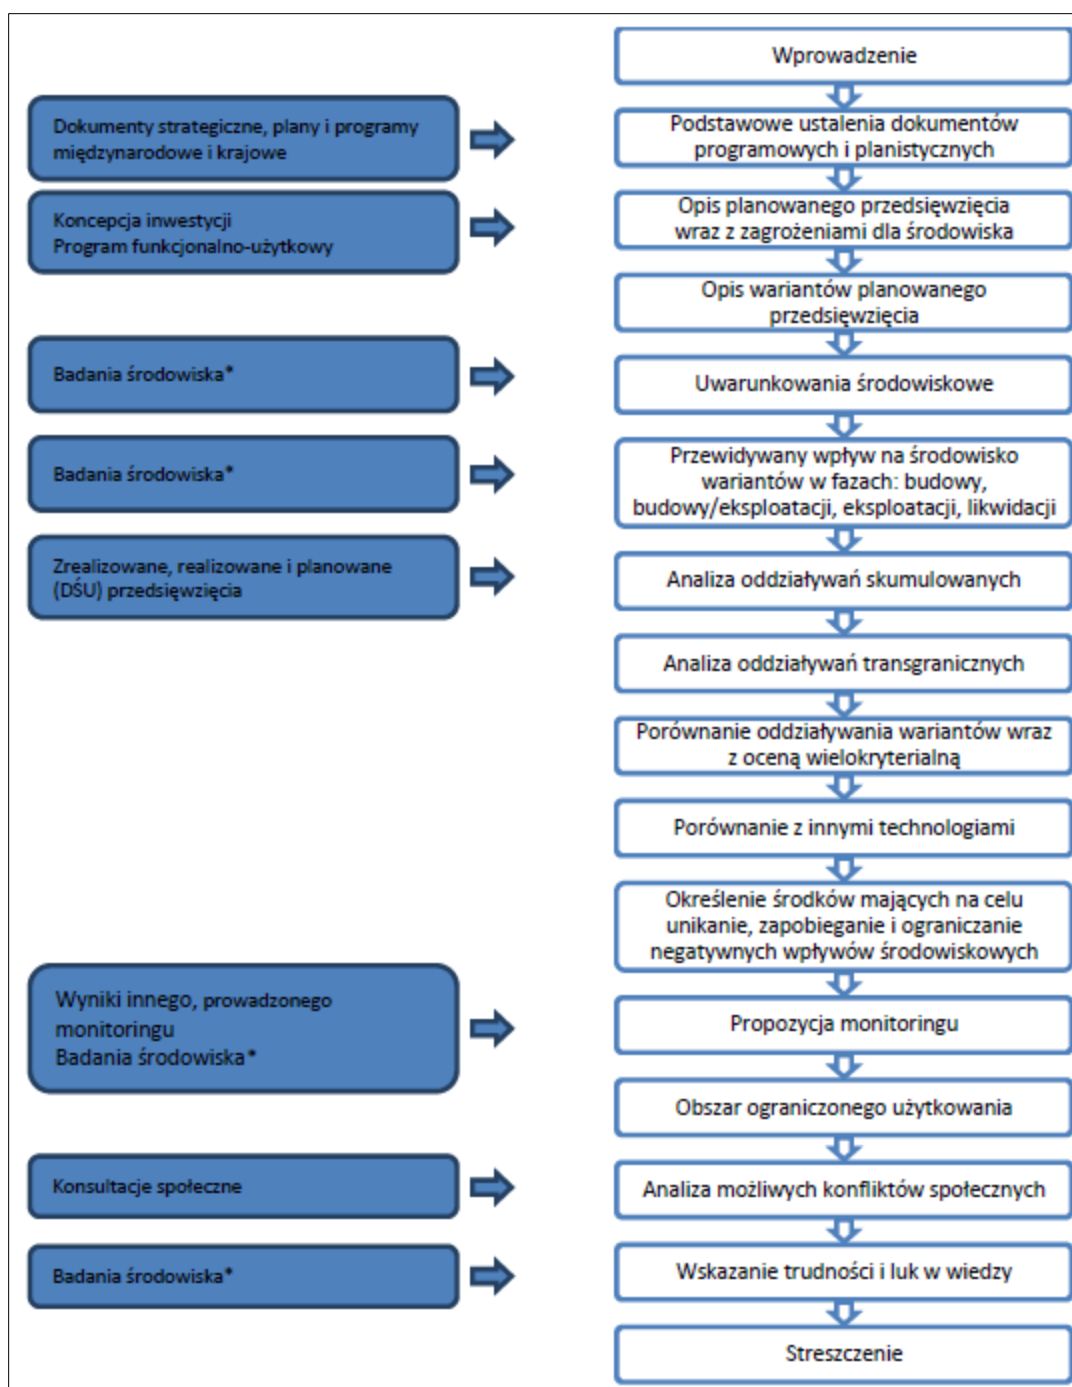 Wprowadzenie
Dokumenty strategiczne, plany i programy
międzynarodowe i krajowe
Podstawowe ustalenia dokumentów
programowych i planistycznych
Koncepcja inwestycji
Program funkcjonalno-użytkowy
Opis planowanego przedsięwzięcia
wraz z zagrożeniami dla środowiska
Opis wariantów planowanego
przedsięwzięcia
Badania środowiska*
Uwarunkowania środowiskowe
Badania środowiska*
Przewidywany wpływ na środowisko
wariantów w fazach: budowy,
budowy/eksploatacji, eksploatacji, likwidacji
Zrealizowane, realizowane i planowane
(DŚU) przedsięwzięcia
Analiza oddziaływań skumulowanych
Analiza oddziaływań transgranicznych
Porównanie oddziaływania wariantów wraz
z oceną wielokryterialną
Porównanie z innymi technologiami
Określenie środków mających na celu
unikanie, zapobieganie i ograniczanie
negatywnych wpływów środowiskowych
Wyniki innego, prowadzonego
monitoringu
Badania środowiska*
Propozycja monitoringu
Obszar ograniczonego użytkowania
Konsultacje społeczne
Analiza możliwych konfliktów społecznych
Badania środowiska*
Wskazanie trudności i luk w wiedzy
Streszczenie